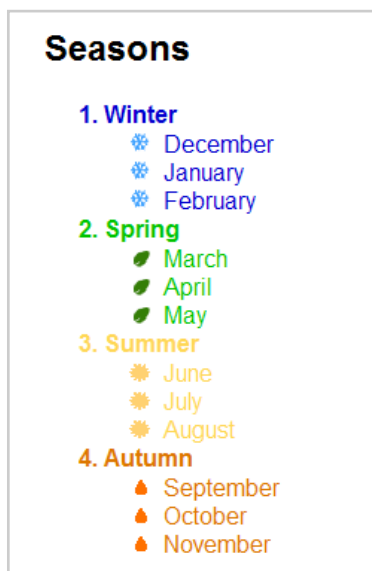 Seasons
1. Winter
December
January
February
2. Spring
March
April
May
3. Summer
June
July
August
4. Autumn
September
October
November